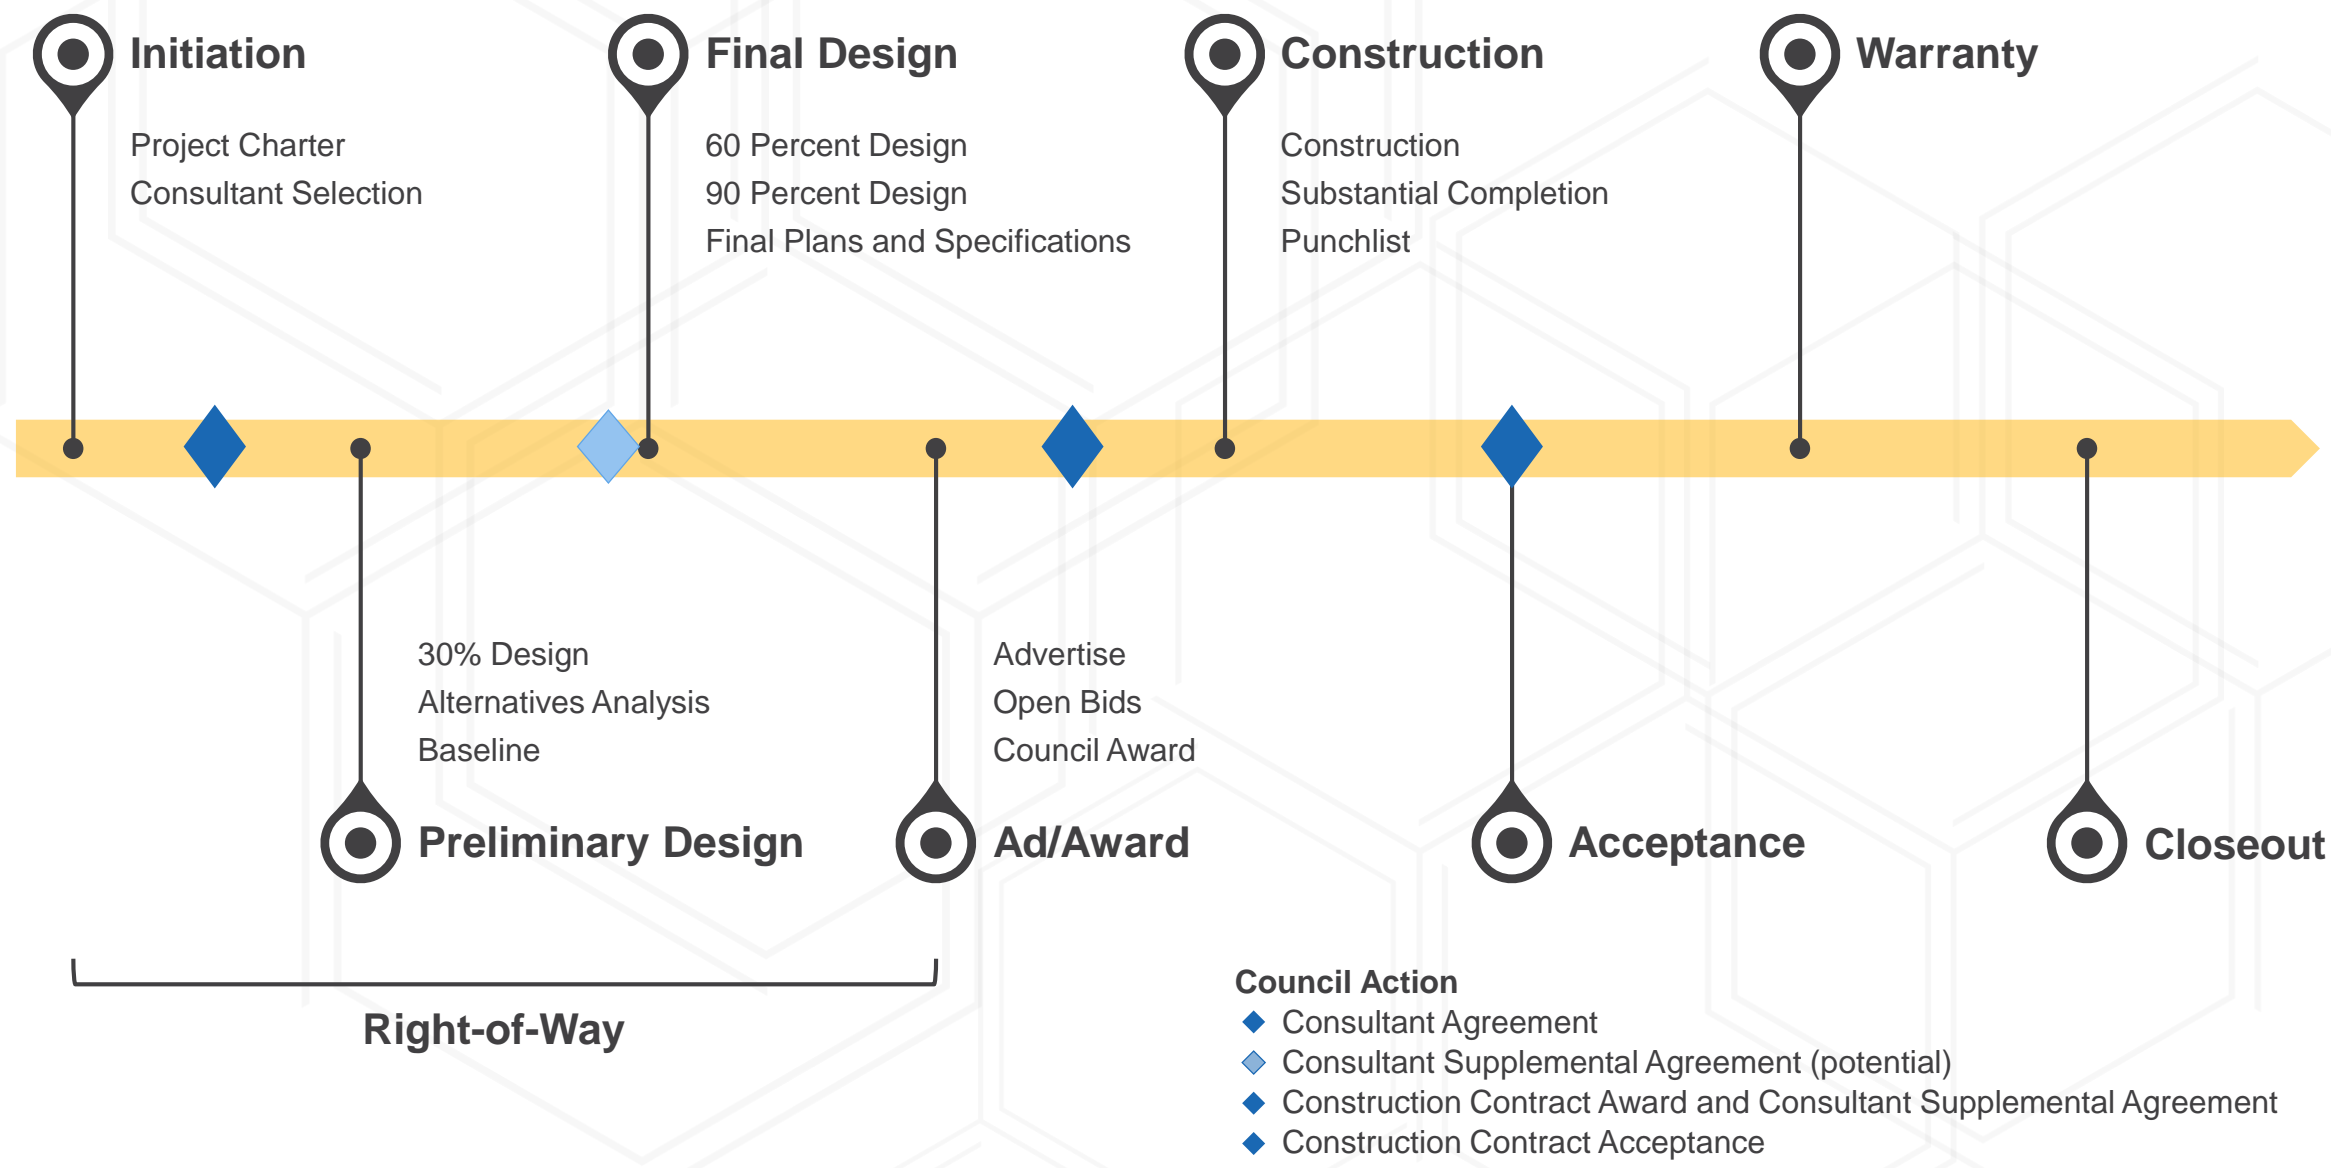 Initiation
Project Charter
Consultant Selection
Final Design
60 Percent Design
90 Percent Design
Final Plans and Specifications
Construction
Construction
Substantial Completion
Punchlist
Warranty
30% Design
Alternatives Analysis
Baseline
Preliminary Design
Advertise
Open Bids
Council Award
Ad/Award
Acceptance
Closeout
Right-of-Way
Council Action
Consultant Agreement
Consultant Supplemental Agreement (potential)
Construction Contract Award and Consultant Supplemental Agreement
Construction Contract Acceptance